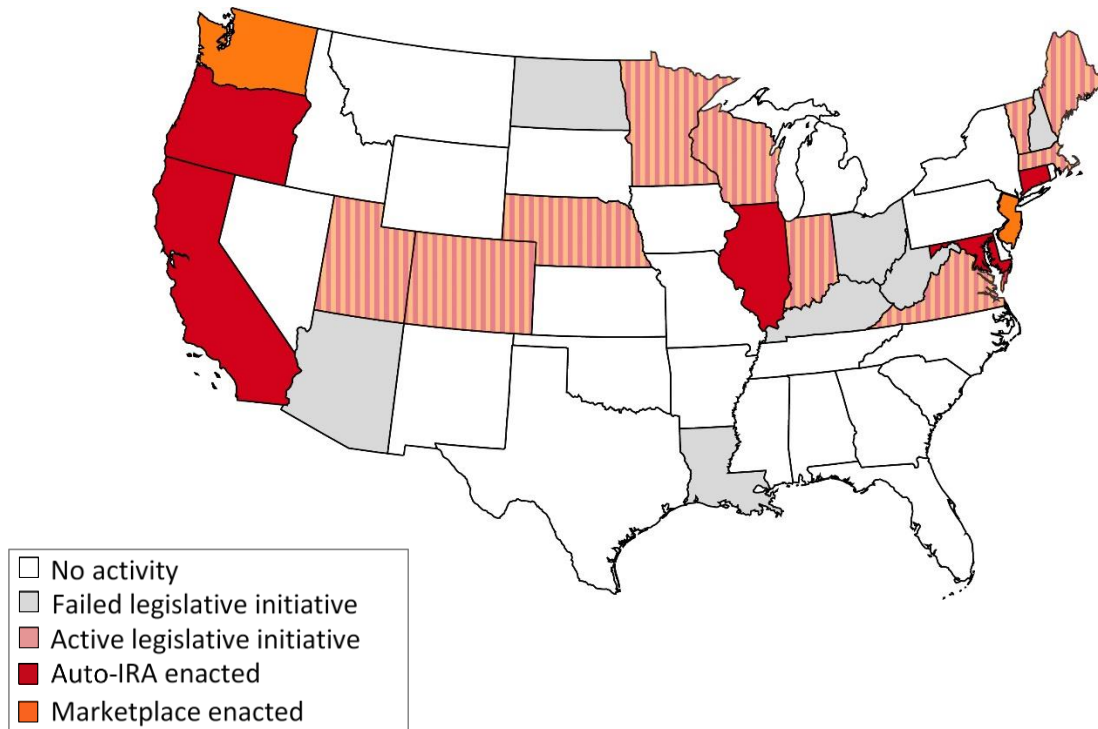 No activity
Failed legislative initiative
Active legislative initiative
Auto-IRA enacted
Marketplace enacted